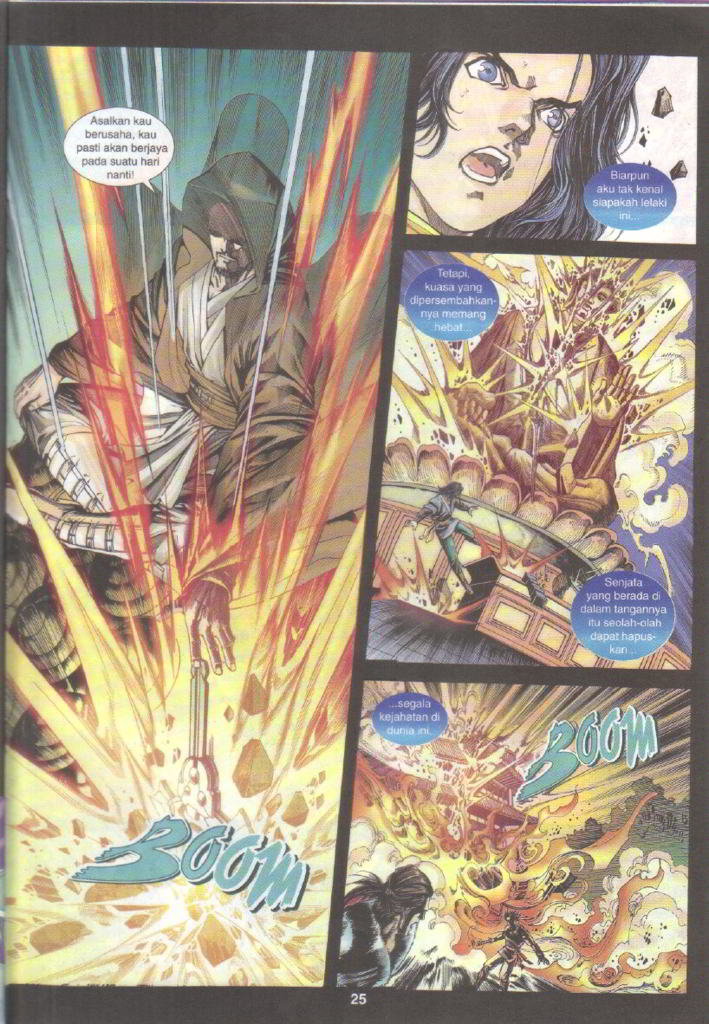 Asalkan kau
berusaha, kau
pasti akan berjaya
pada suatu hari
nanti!
BOOM
Biarpun
aku tak kenal
siapakah lelaki
ini...
Tetapi,
kuasa yang
dipersembahkan-
nya memang
hebat...
Senjata
yang berada di
dalam tangannya
itu seolah-olah
dapat hapus-
kan...
...segala
kejahatan di
dunia ini.
BOOM
25